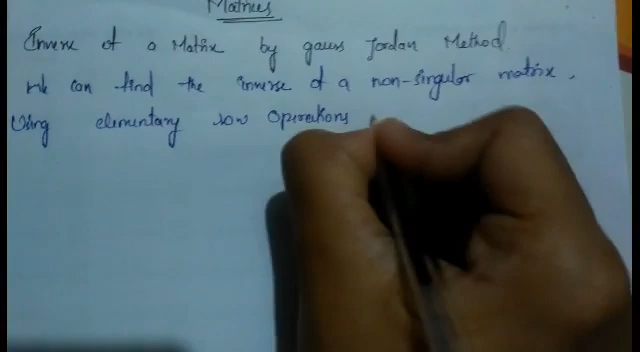 Matrices
Inverse of a Matrix by gauss Jordan Method
We can find the inverse of a non-singular matrix.
Using elementary row operations